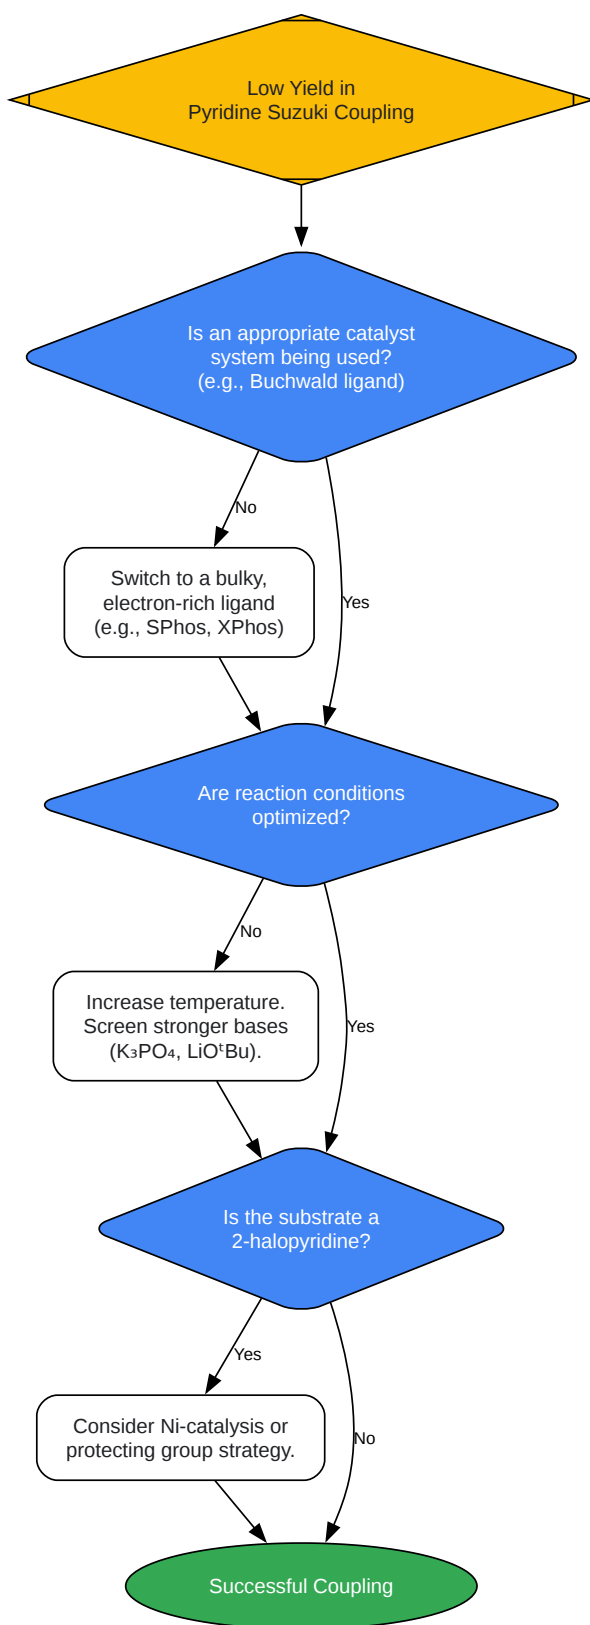 Low Yield in
Pyridine Suzuki Coupling
Is an appropriate catalyst
system being used?
(e.g., Buchwald ligand)
No
Yes
Switch to a bulky,
electron-rich ligand
(e.g., SPhos, XPhos)
Are reaction conditions
optimized?
No
Yes
Increase temperature.
Screen stronger bases
(K₃PO₄, LiOᵗBu).
Is the substrate a
2-halopyridine?
Yes
No
Consider Ni-catalysis or
protecting group strategy.
Successful Coupling